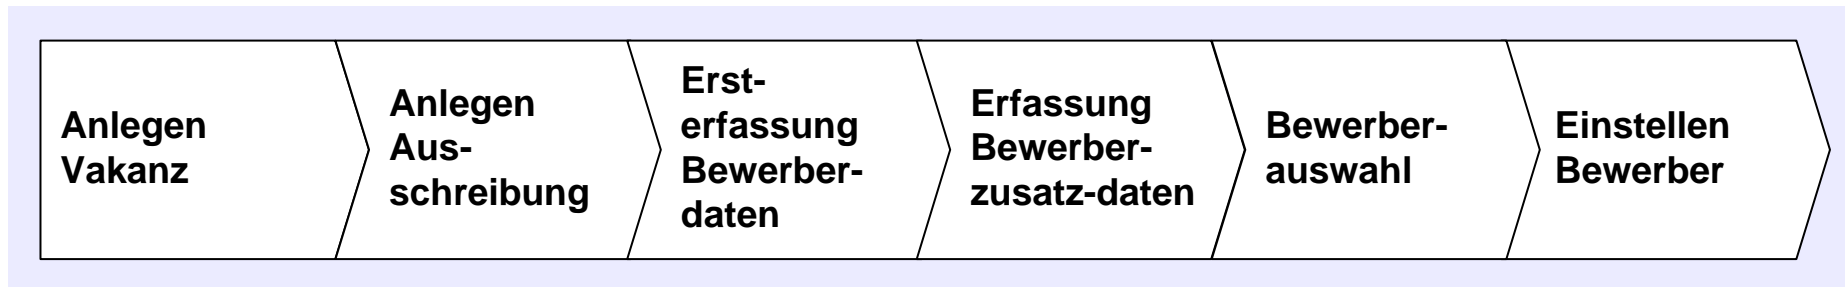 Anlegen
Vakanz
Anlegen
Aus-
schreibung
Erst-
erfassung
Bewerber-
daten
Erfassung
Bewerber-
zusatz-daten
Bewerber-
auswahl
Einstellen
Bewerber